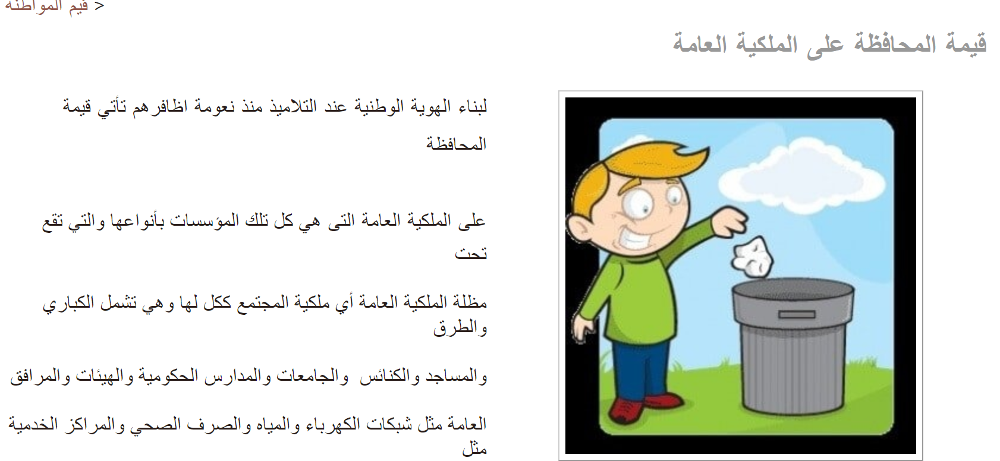 < قيم المواطنة
قيمة المحافظة على الملكية العامة
لبناء الهوية الوطنية عند التلاميذ منذ نعومة اظافرهم تأتي قيمة
المحافظة
على الملكية العامة التى هي كل تلك المؤسسات بأنواعها والتي تقع
تحت
مظلة الملكية العامة أي ملكية المجتمع ككل لها وهي تشمل الكباري
والطرق
والمساجد والكنائس والجامعات والمدارس الحكومية والهيئات والمرافق
العامة مثل شبكات الكهرباء والمياه والصرف الصحي والمراكز الخدمية
مثل